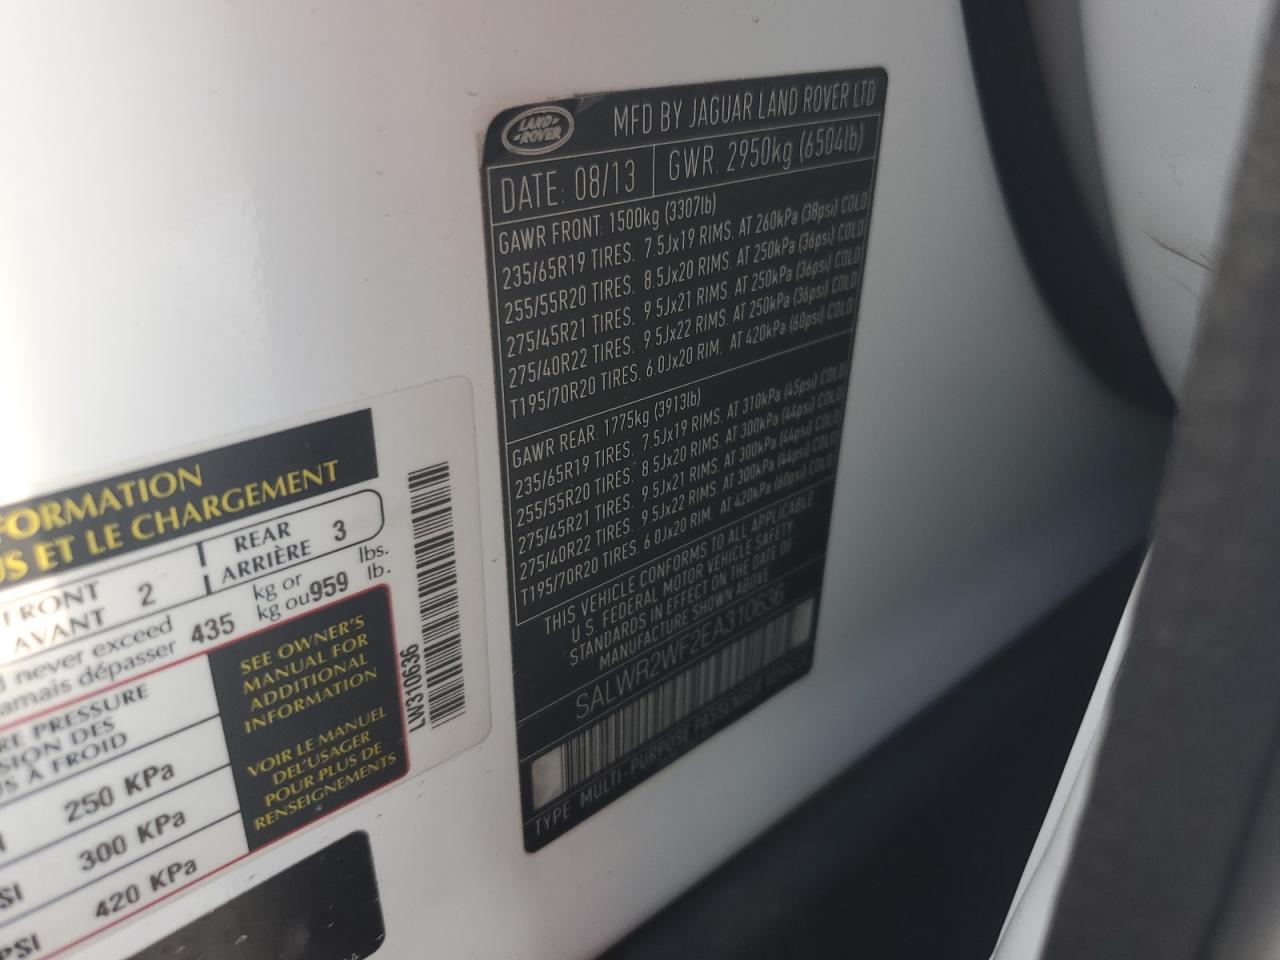 LAND-
-ROVER
MFD BY JAGUAR LAND ROVER LTD
DATE: 08/13 GWR: 2950kg (6504lb)
GAWR FRONT. 1500kg (3307lb)
235/65R19 TIRES. 7.5Jx19 RIMS. AT 260kPa (38psi) COLD
255/55R20 TIRES. 8.5Jx20 RIMS. AT 250kPa (36psi) COLD
275/45R21 TIRES. 9.5Jx21 RIMS. AT 250kPa (36psi) COLD
275/40R22 TIRES. 9.5Jx22 RIMS. AT 250kPa (36psi) COLD
T195/70R20 TIRES. 6.0Jx20 RIM. AT 420kPa (60psi) COLD
GAWR REAR. 1775kg (3913lb)
235/65R19 TIRES. 7.5Jx19 RIMS. AT 310kPa (45psi) COLD
255/55R20 TIRES. 8.5Jx20 RIMS. AT 300kPa (44psi) COLD
275/45R21 TIRES. 9.5Jx21 RIMS. AT 300kPa (44psi) COLD
275/40R22 TIRES. 9.5Jx22 RIMS. AT 300kPa (44psi) COLD
T195/70R20 TIRES. 6.0Jx20 RIM. AT 420kPa (60psi) COLD
THIS VEHICLE CONFORMS TO ALL APPLICABLE
U.S. FEDERAL MOTOR VEHICLE SAFETY
STANDARDS IN EFFECT ON THE DATE OF
MANUFACTURE SHOWN ABOVE
SALWR2WF2EA310636
TYPE MULTI-PURPOSE PASSENGER VEHICLE
FORMATION
US ET LE CHARGEMENT
FRONT 2 REAR 3
AVANT ARRIÈRE
never exceed 435 kg or 959 lbs.
jamais dépasser kg ou lb.
RE PRESSURE
SION DES
US À FROID
250 KPa
300 KPa
SI
420 KPa
PSI
SEE OWNER'S
MANUAL FOR
ADDITIONAL
INFORMATION
VOIR LE MANUEL
DEL'USAGER
POUR PLUS DE
RENSEIGNEMENTS
LW310636